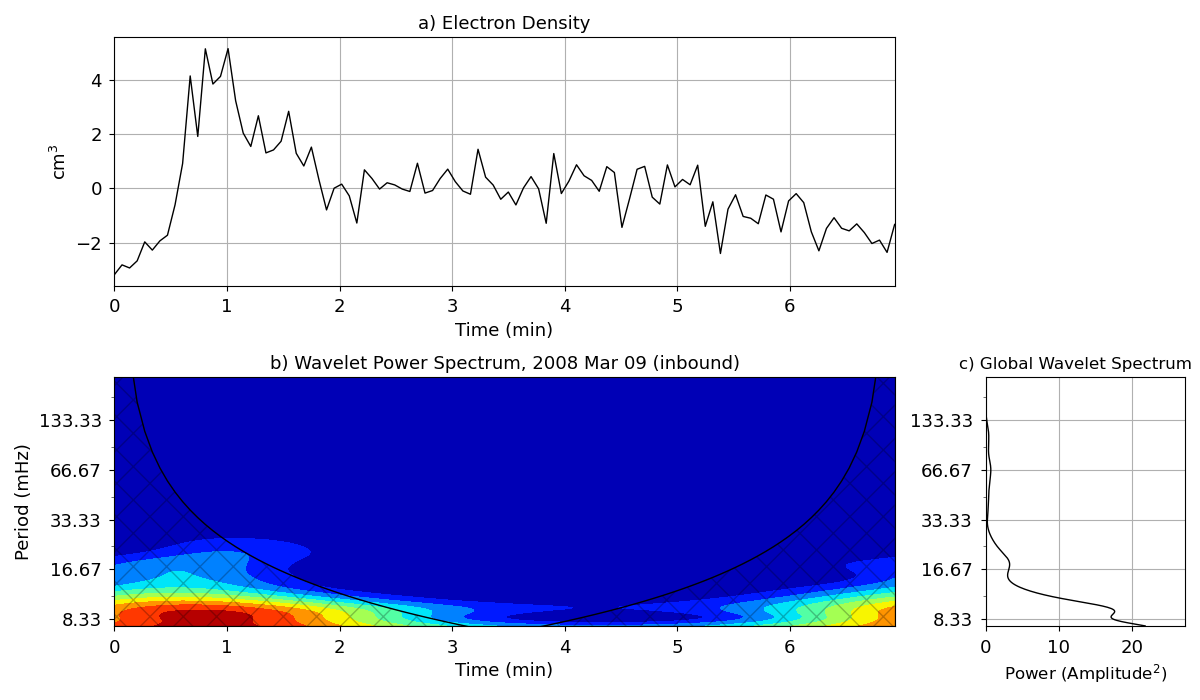 a) Electron Density
cm³
4
2
0
−2
0 1 2 3 4 5 6
Time (min)
b) Wavelet Power Spectrum, 2008 Mar 09 (inbound)
Period (mHz)
133.33
66.67
33.33
16.67
8.33
0 1 2 3 4 5 6
Time (min)
c) Global Wavelet Spectrum
133.33
66.67
33.33
16.67
8.33
0 10 20
Power (Amplitude²)